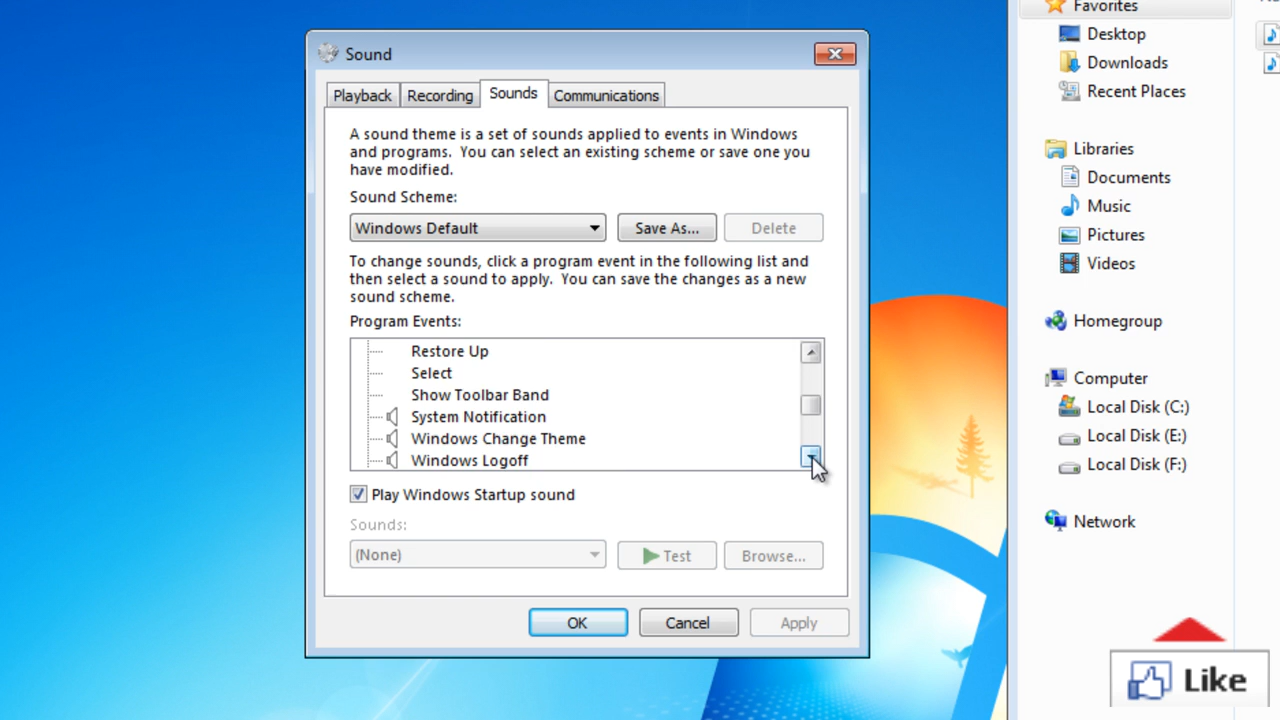 Sound
Playback
Recording
Sounds
Communications
A sound theme is a set of sounds applied to events in Windows
and programs.  You can select an existing scheme or save one you
have modified.
Sound Scheme:
Windows Default
Save As...
Delete
To change sounds, click a program event in the following list and
then select a sound to apply.  You can save the changes as a new
sound scheme.
Program Events:
Restore Up
Select
Show Toolbar Band
System Notification
Windows Change Theme
Windows Logoff
Play Windows Startup sound
Sounds:
(None)
Test
Browse...
OK
Cancel
Apply
Favorites
Desktop
Downloads
Recent Places
Libraries
Documents
Music
Pictures
Videos
Homegroup
Computer
Local Disk (C:)
Local Disk (E:)
Local Disk (F:)
Network
Like